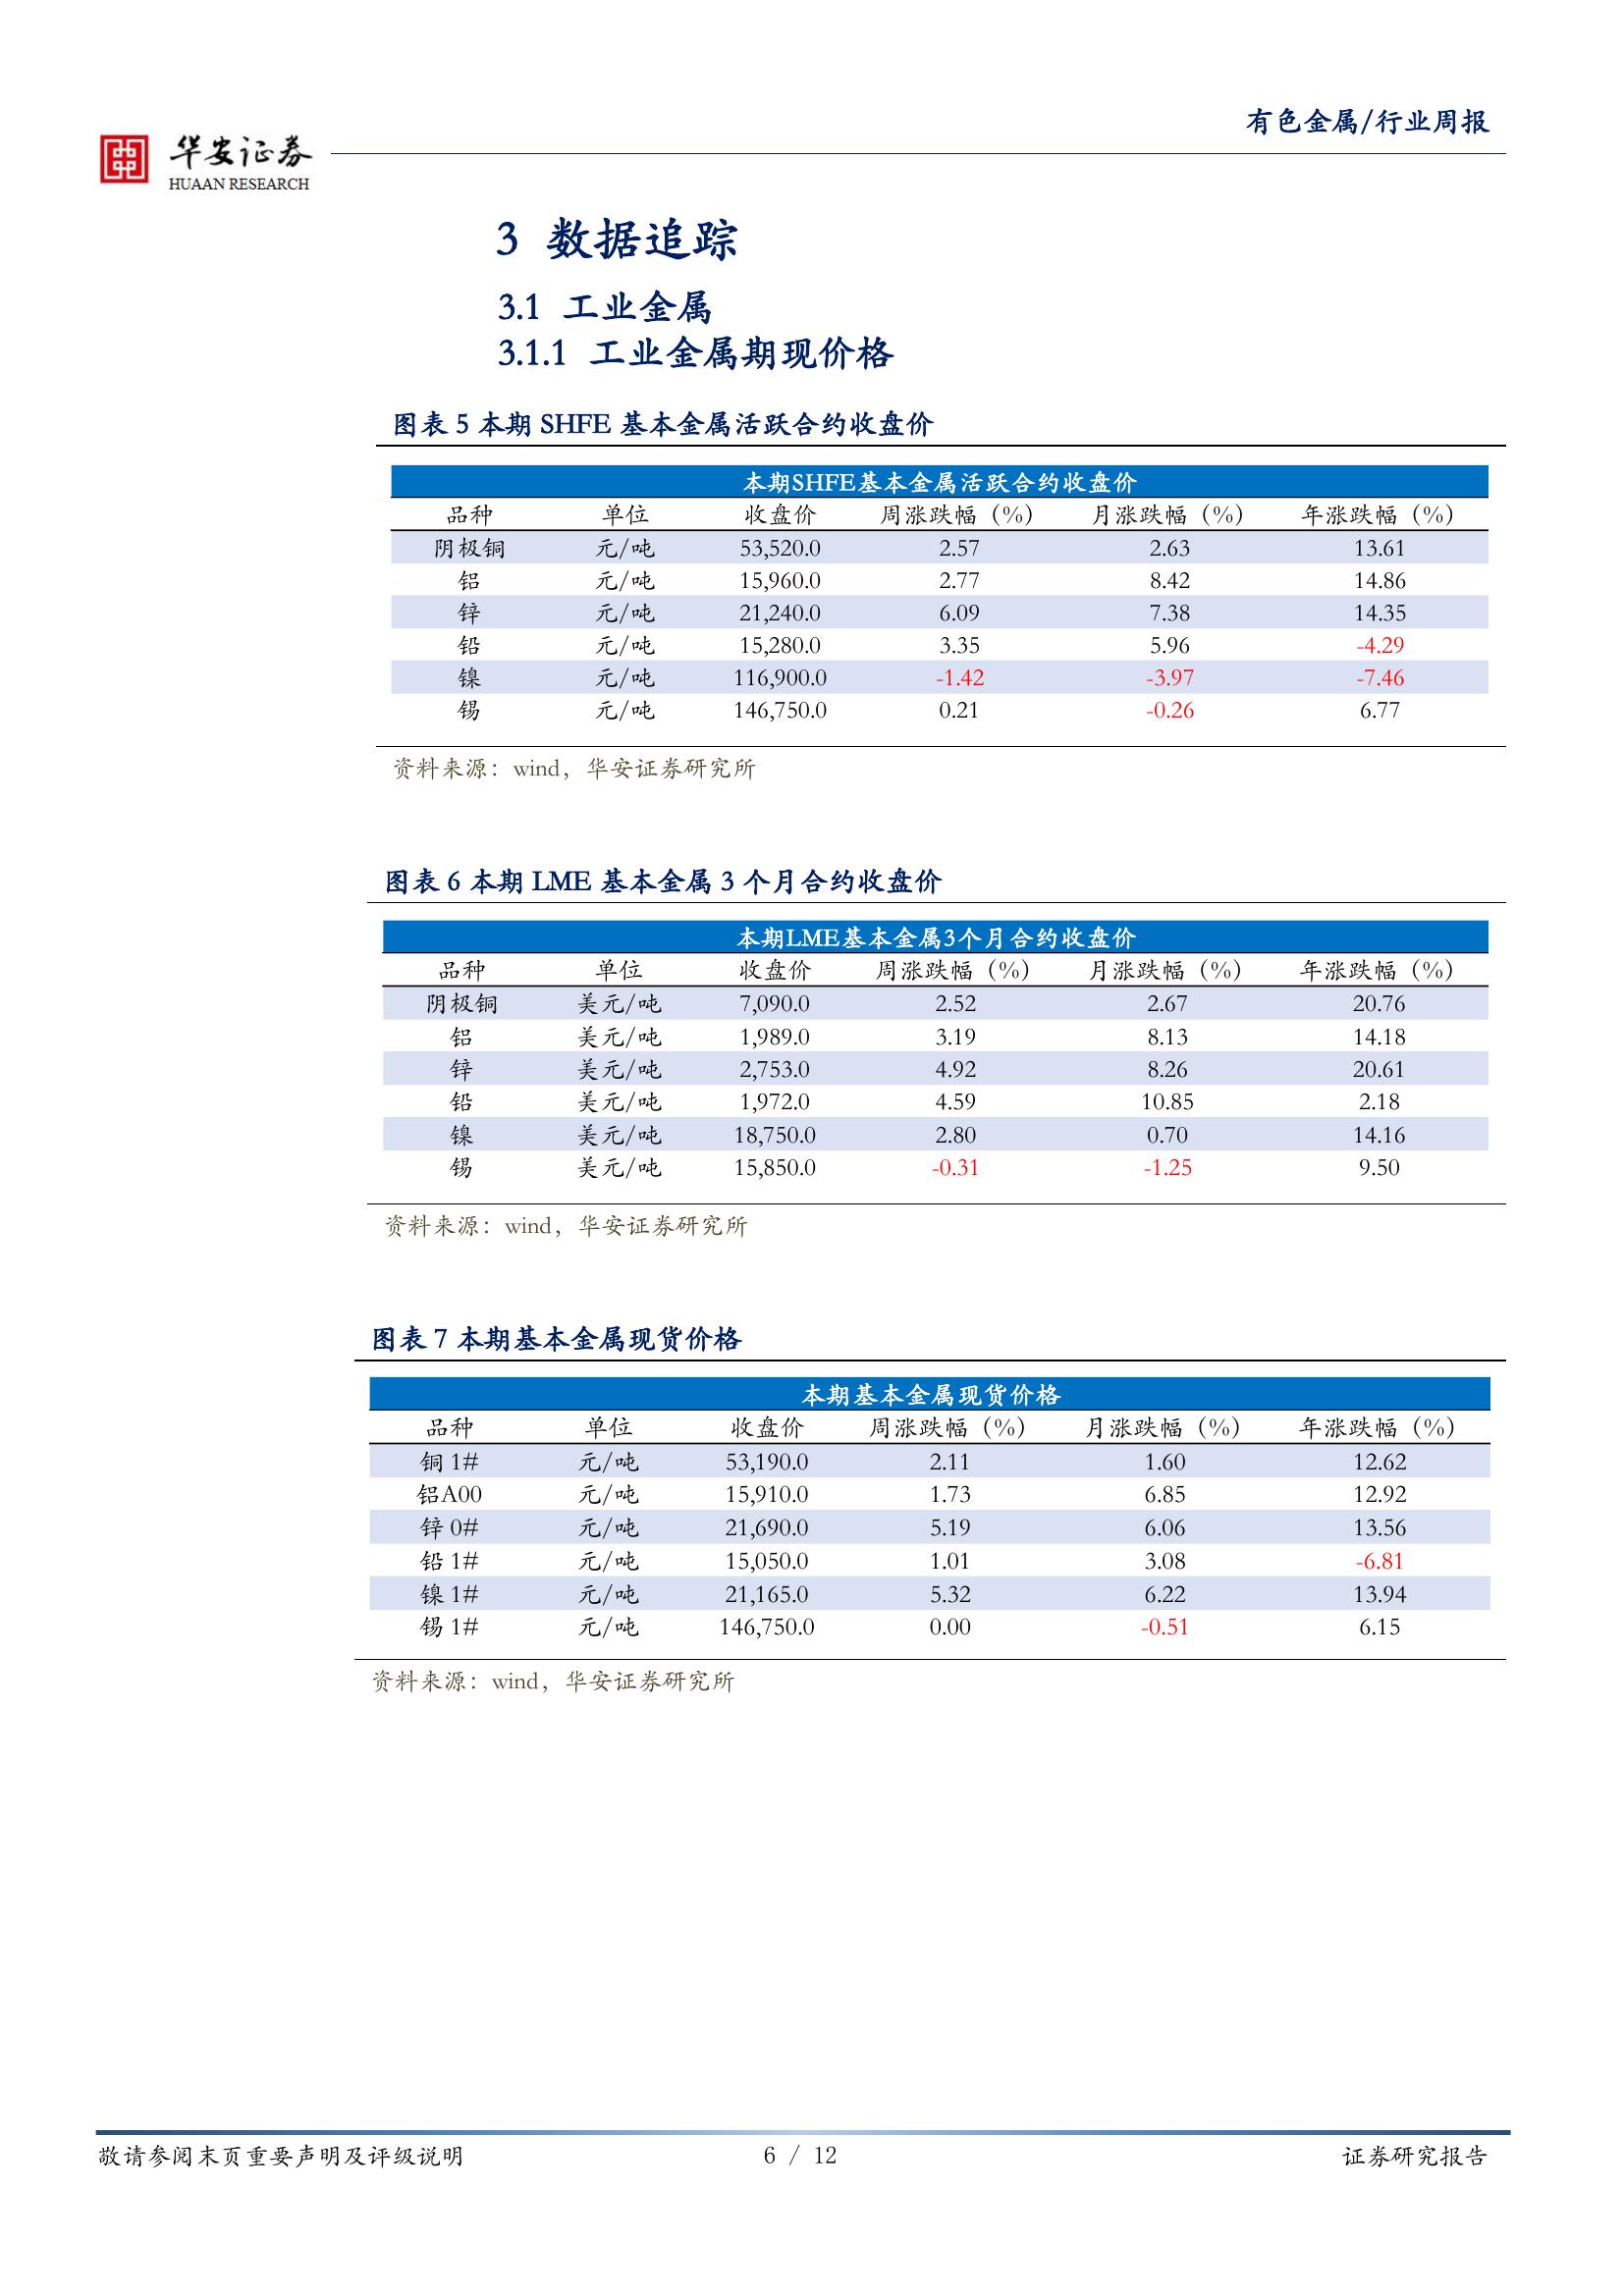 有色金属/行业周报
华安证券
HUAAN RESEARCH
3 数据追踪
3.1 工业金属
3.1.1 工业金属期现价格
图表 5 本期 SHFE 基本金属活跃合约收盘价
本期SHFE基本金属活跃合约收盘价
品种 单位 收盘价 周涨跌幅（%） 月涨跌幅（%） 年涨跌幅（%）
阴极铜 元/吨 53,520.0 2.57 2.63 13.61
铝 元/吨 15,960.0 2.77 8.42 14.86
锌 元/吨 21,240.0 6.09 7.38 14.35
铅 元/吨 15,280.0 3.35 5.96 -4.29
镍 元/吨 116,900.0 -1.42 -3.97 -7.46
锡 元/吨 146,750.0 0.21 -0.26 6.77
资料来源：wind，华安证券研究所
图表 6 本期 LME 基本金属 3 个月合约收盘价
本期LME基本金属3个月合约收盘价
品种 单位 收盘价 周涨跌幅（%） 月涨跌幅（%） 年涨跌幅（%）
阴极铜 美元/吨 7,090.0 2.52 2.67 20.76
铝 美元/吨 1,989.0 3.19 8.13 14.18
锌 美元/吨 2,753.0 4.92 8.26 20.61
铅 美元/吨 1,972.0 4.59 10.85 2.18
镍 美元/吨 18,750.0 2.80 0.70 14.16
锡 美元/吨 15,850.0 -0.31 -1.25 9.50
资料来源：wind，华安证券研究所
图表 7 本期基本金属现货价格
本期基本金属现货价格
品种 单位 收盘价 周涨跌幅（%） 月涨跌幅（%） 年涨跌幅（%）
铜 1# 元/吨 53,190.0 2.11 1.60 12.62
铝A00 元/吨 15,910.0 1.73 6.85 12.92
锌 0# 元/吨 21,690.0 5.19 6.06 13.56
铅 1# 元/吨 15,050.0 1.01 3.08 -6.81
镍 1# 元/吨 21,165.0 5.32 6.22 13.94
锡 1# 元/吨 146,750.0 0.00 -0.51 6.15
资料来源：wind，华安证券研究所
敬请参阅末页重要声明及评级说明 6 / 12 证券研究报告